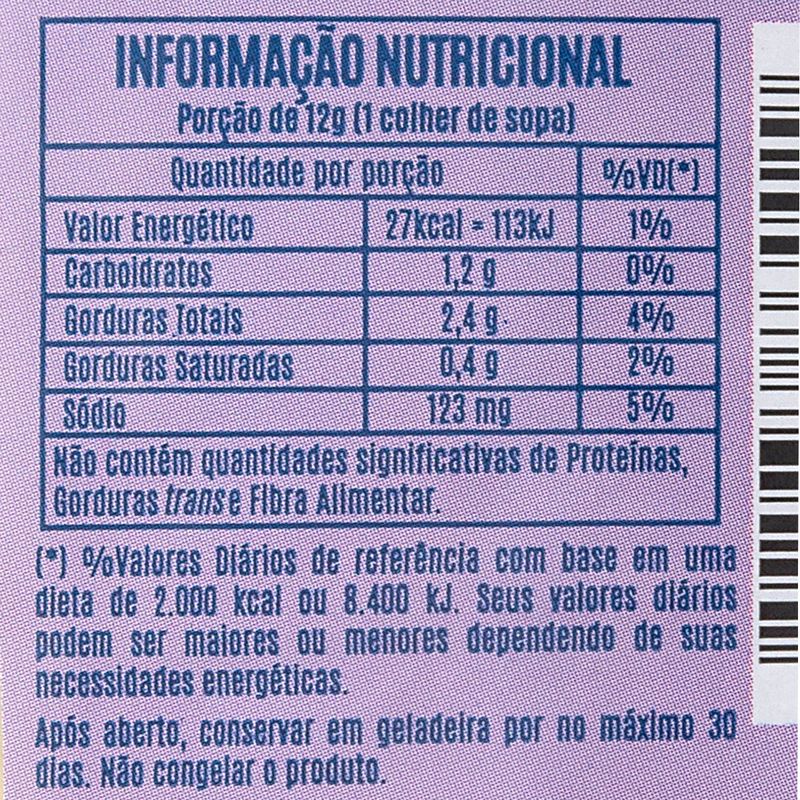 INFORMAÇÃO NUTRICIONAL
Porção de 12g (1 colher de sopa)
Quantidade por porção %VD(*)
Valor Energético 27kcal = 113kJ 1%
Carboidratos 1,2 g 0%
Gorduras Totais 2,4 g 4%
Gorduras Saturadas 0,4 g 2%
Sódio 123 mg 5%
Não contém quantidades significativas de Proteínas,
Gorduras trans e Fibra Alimentar.
(*) %Valores Diários de referência com base em uma
dieta de 2.000 kcal ou 8.400 kJ. Seus valores diários
podem ser maiores ou menores dependendo de suas
necessidades energéticas.
Após aberto, conservar em geladeira por no máximo 30
dias. Não congelar o produto.